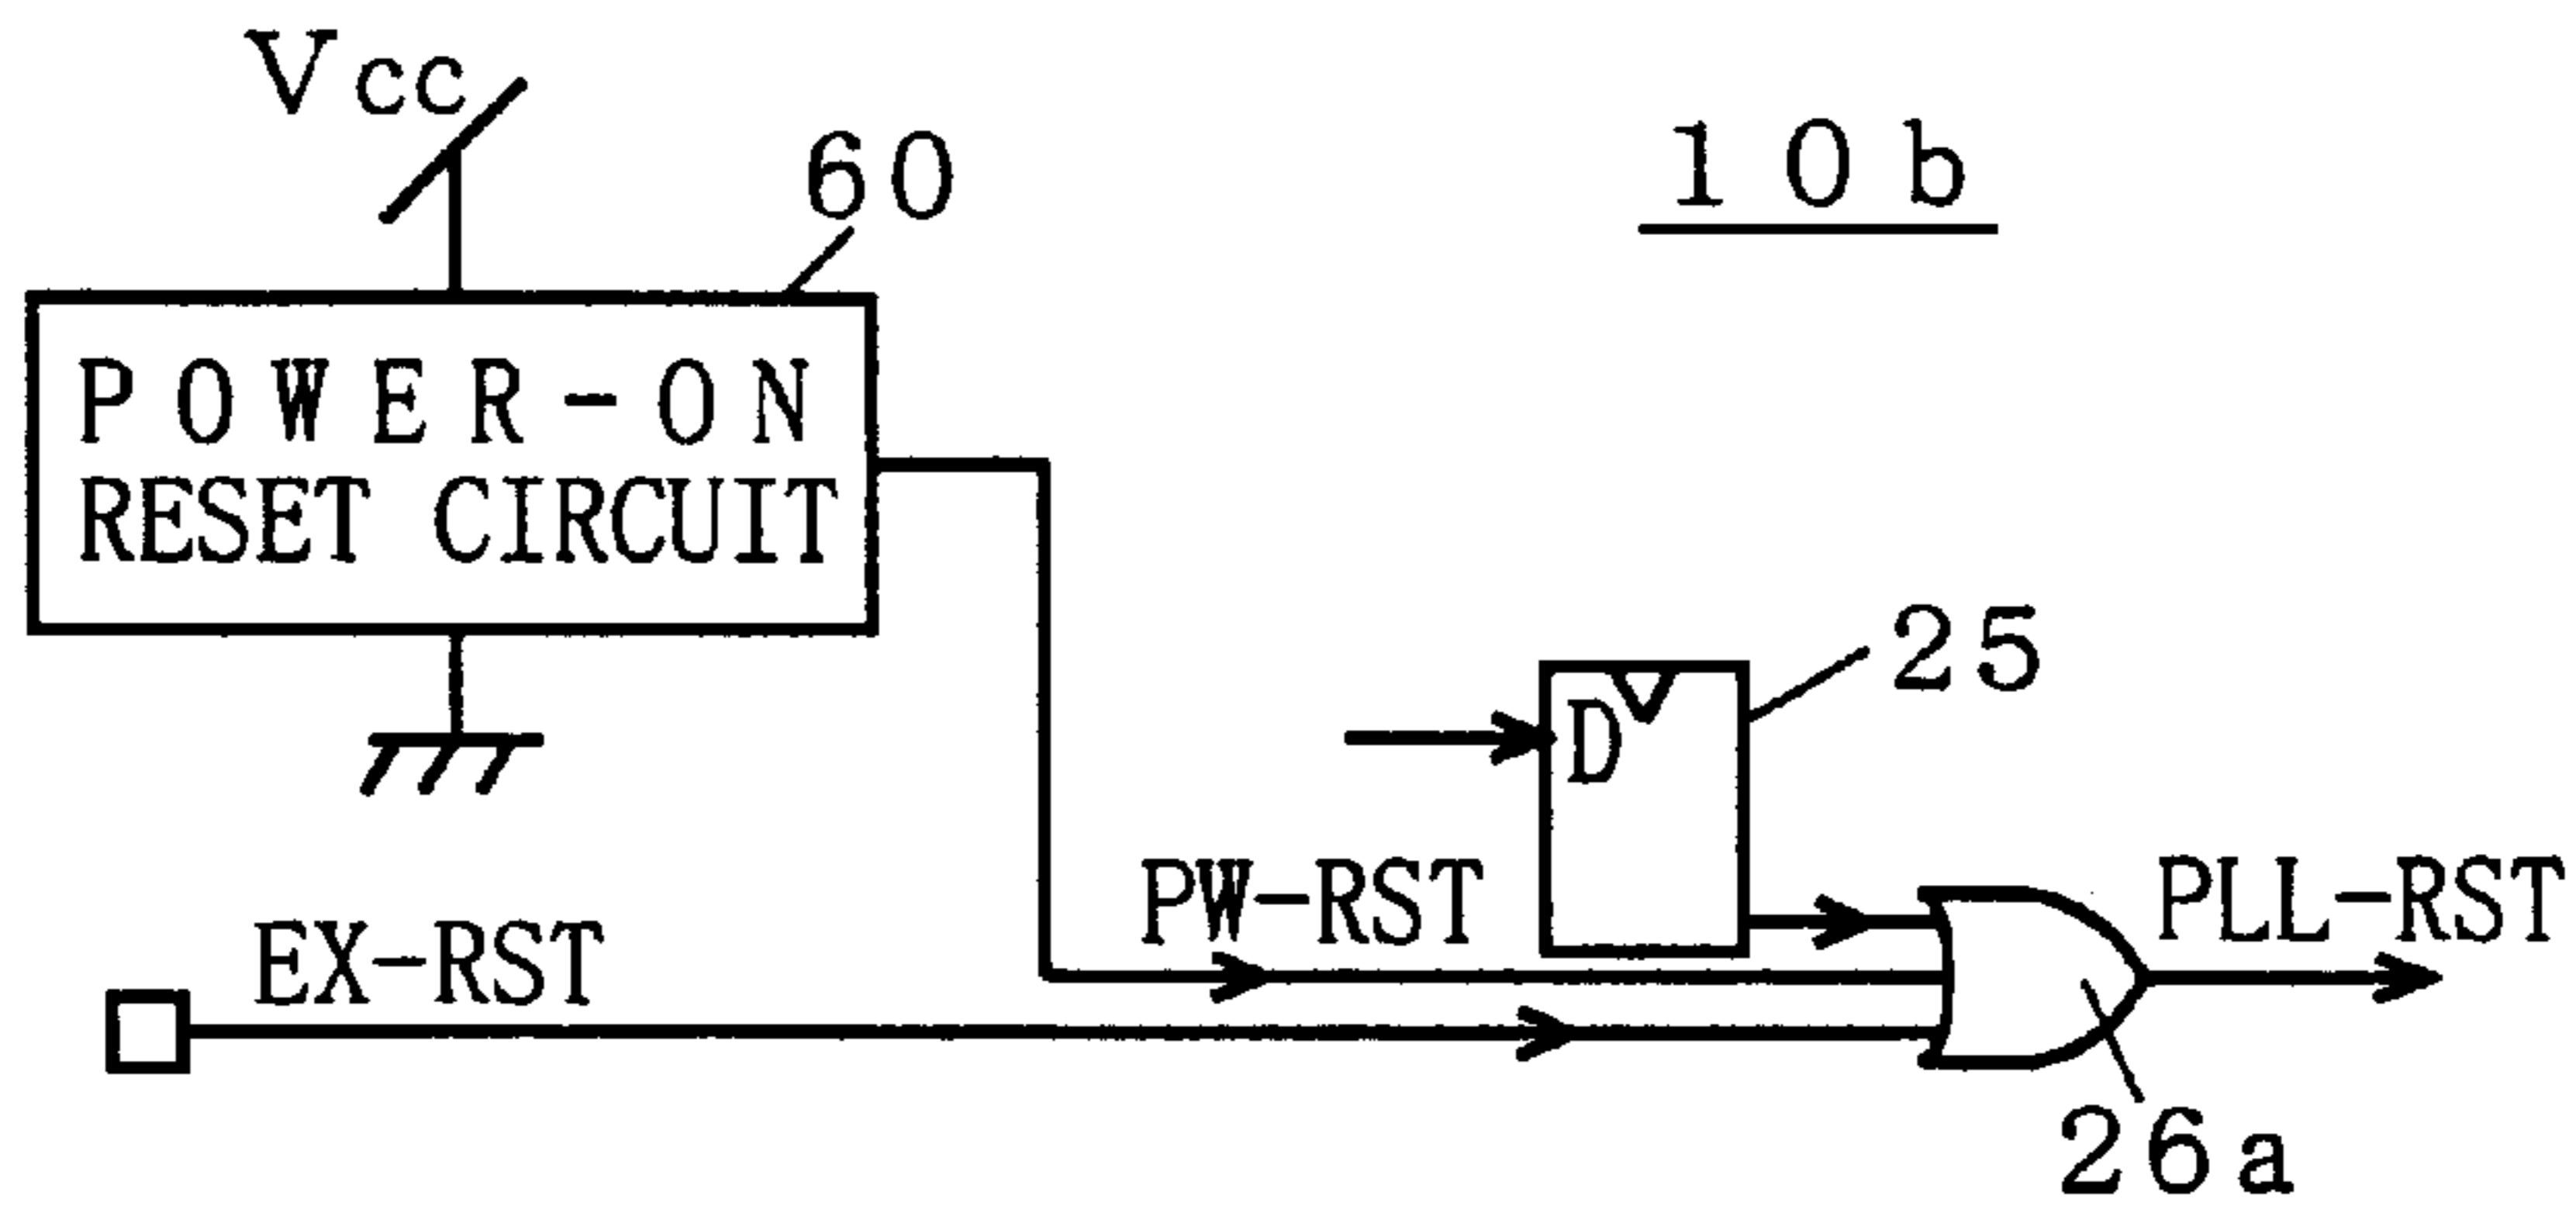 Vcc
60
10b
POWER-ON
RESET CIRCUIT
25
D
PW-RST
PLL-RST
EX-RST
26a